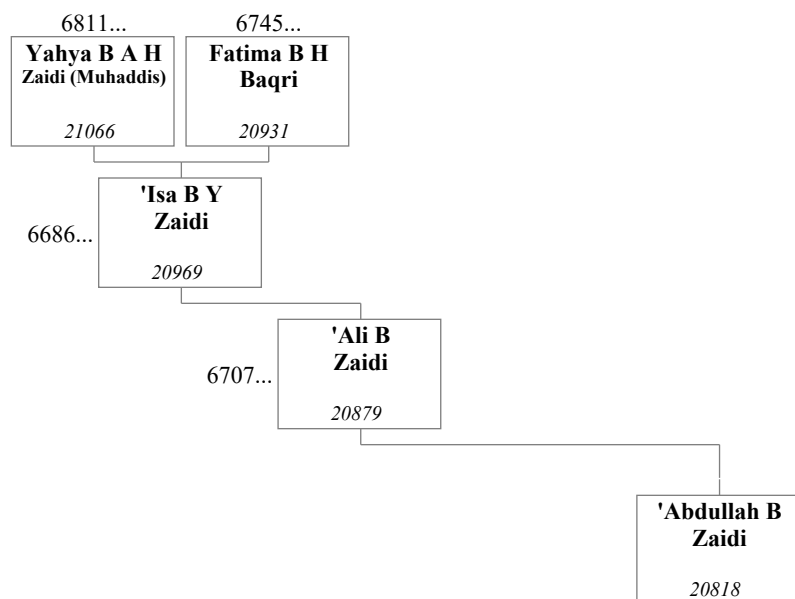 6811...
6745...
Yahya B A H
Zaidi (Muhaddis)
21066
Fatima B H
Baqri
20931
6686...
'Isa B Y
Zaidi
20969
6707...
'Ali B
Zaidi
20879
'Abdullah B
Zaidi
20818